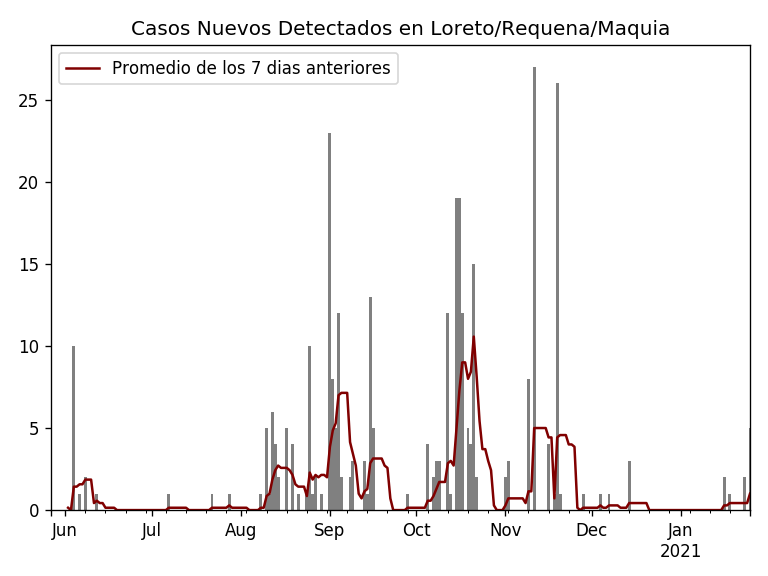 Casos Nuevos Detectados en Loreto/Requena/Maquia
Promedio de los 7 dias anteriores
25
20
15
10
5
0
Jun Jul Aug Sep Oct Nov Dec Jan
2021